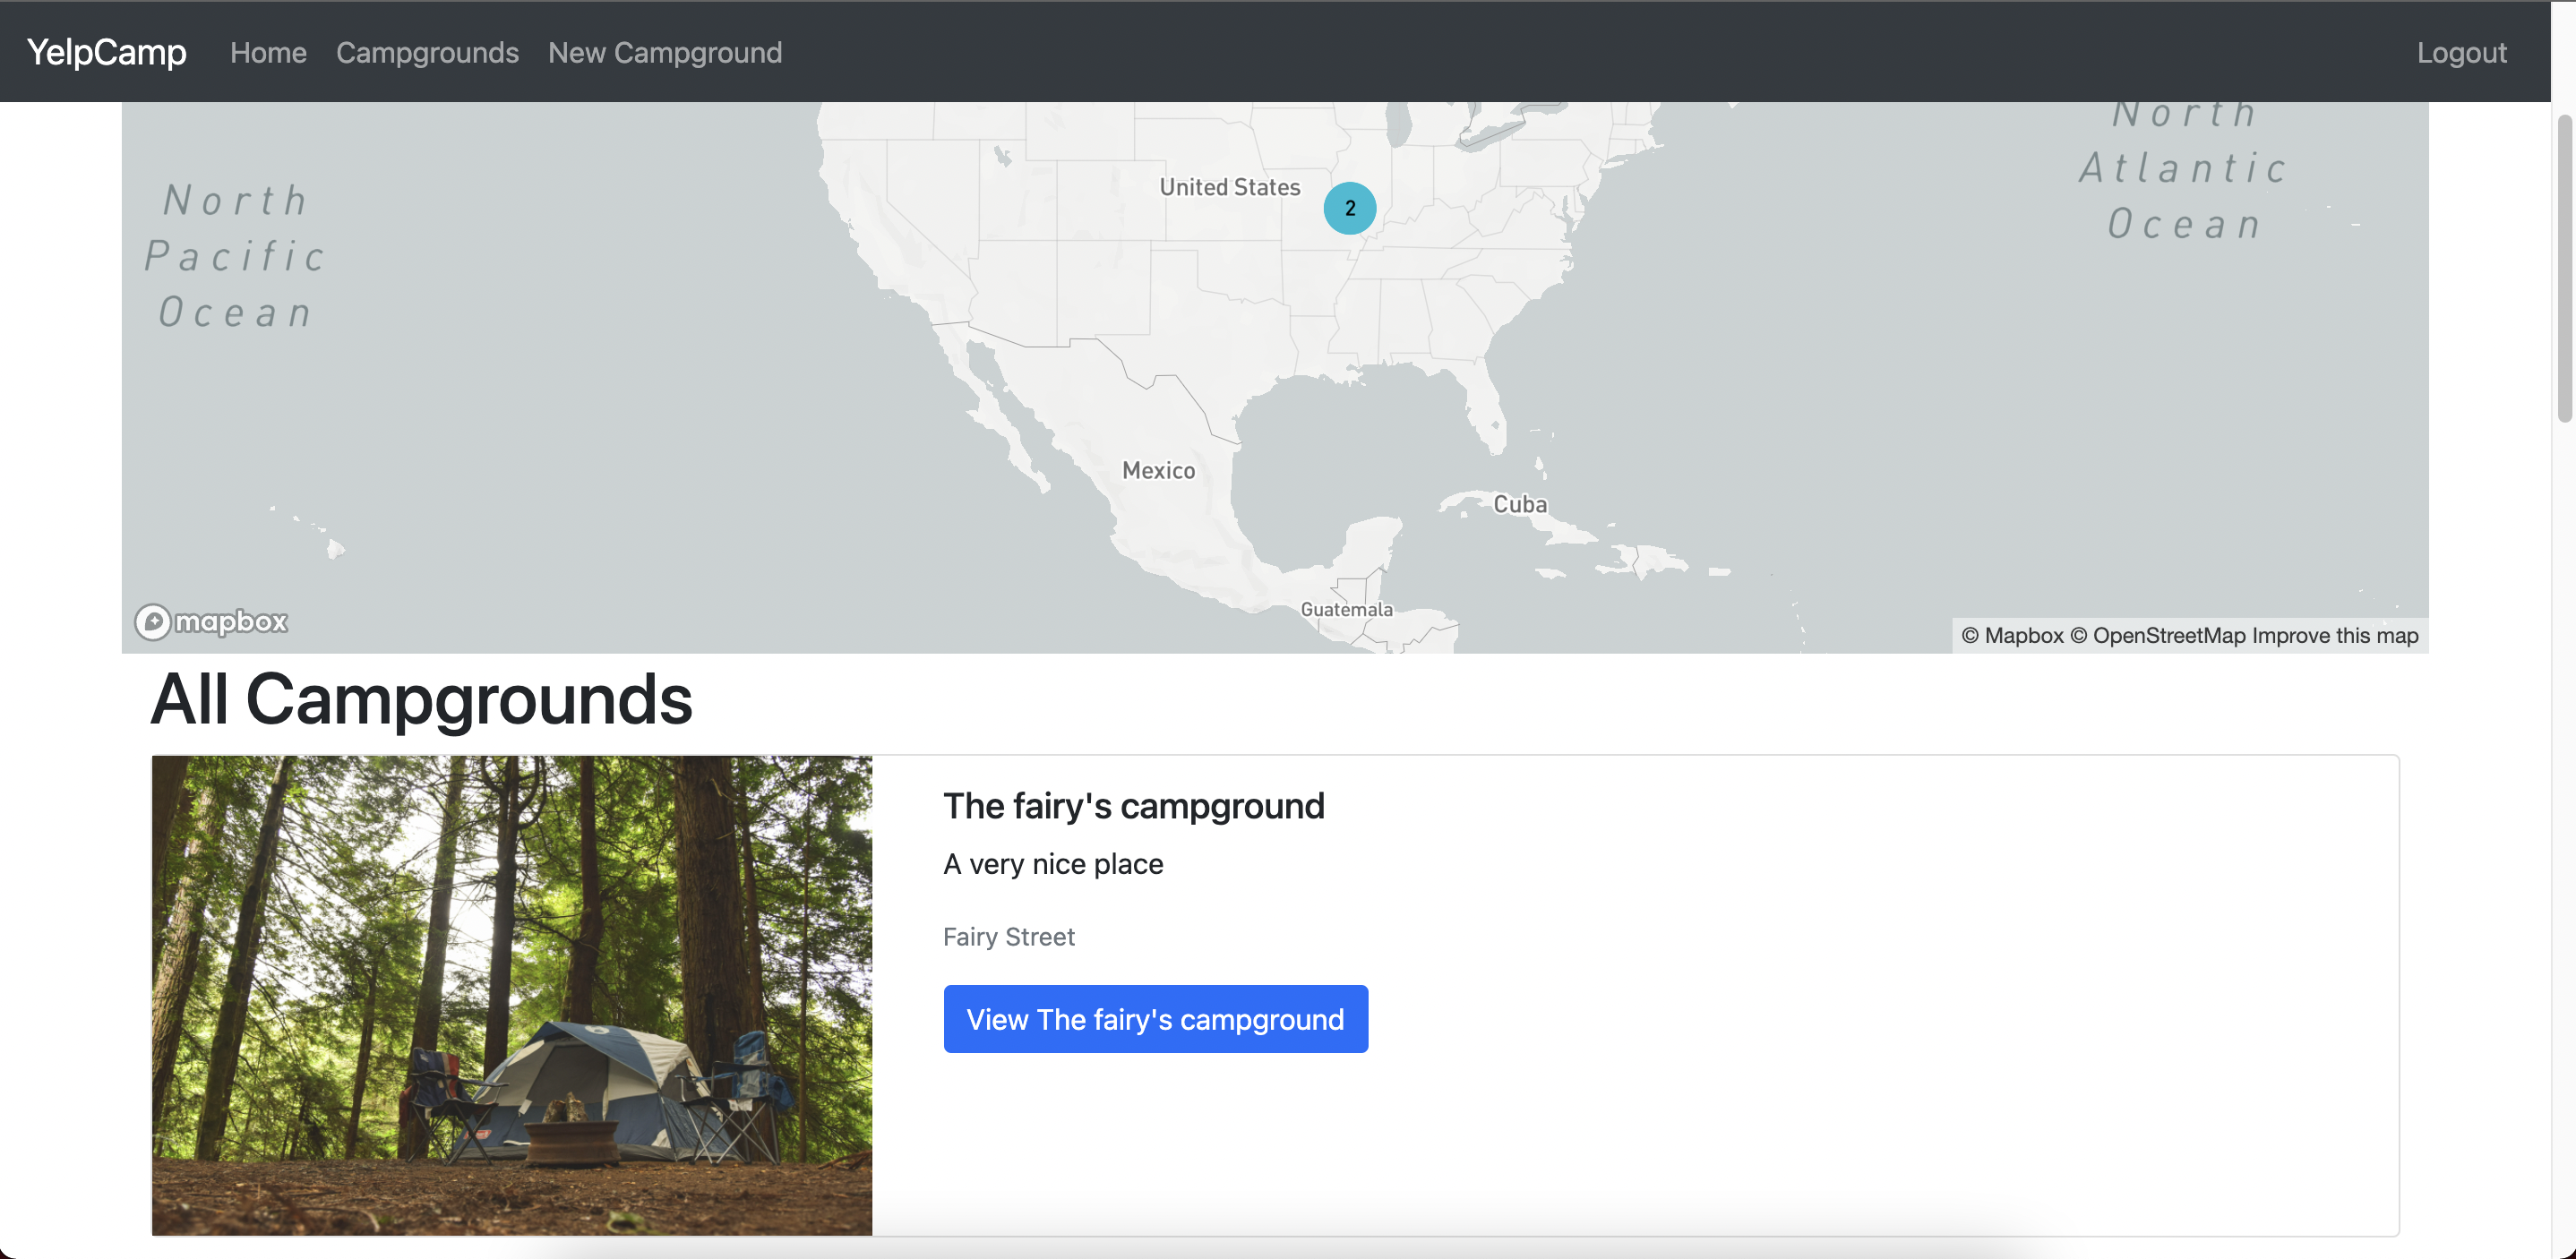 YelpCamp Home Campgrounds New Campground Logout
North
Atlantic
Ocean
North
Pacific
Ocean
United States
2
Mexico
Cuba
Guatemala
mapbox
© Mapbox © OpenStreetMap Improve this map
All Campgrounds
The fairy's campground
A very nice place
Fairy Street
View The fairy's campground